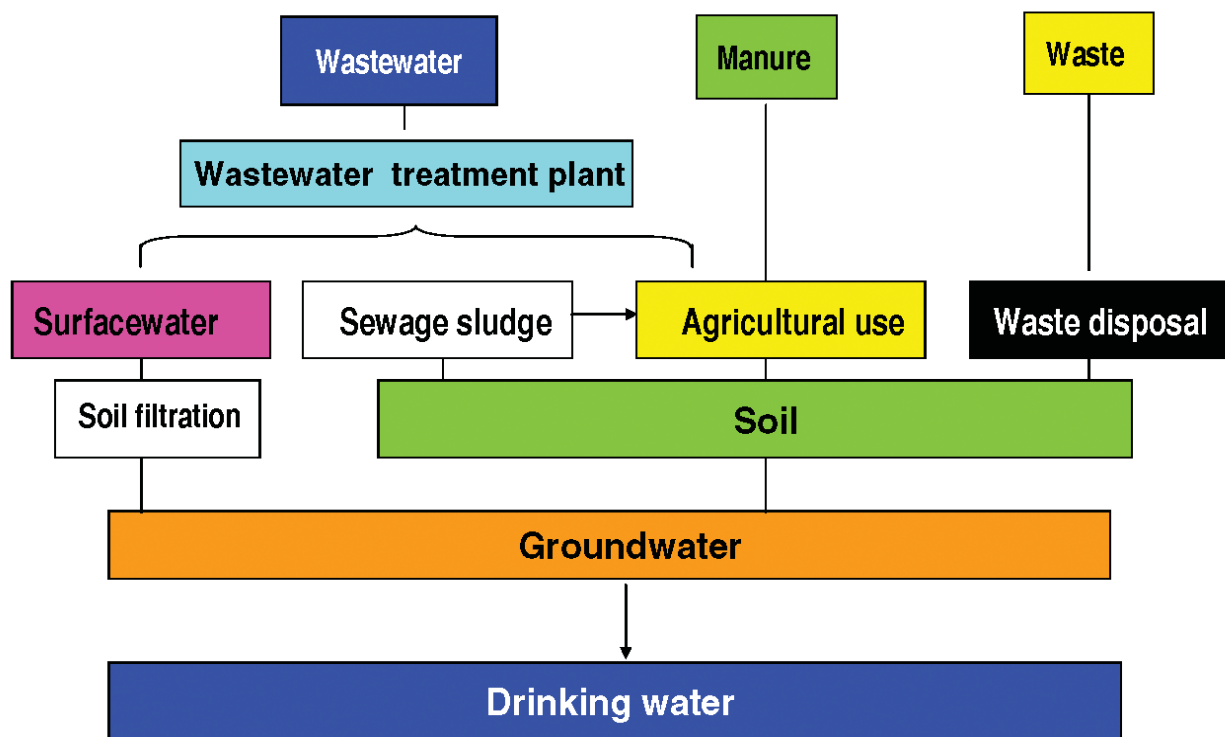 Wastewater
Manure
Waste
Wastewater treatment plant
Surfacewater
Sewage sludge
Agricultural use
Waste disposal
Soil filtration
Soil
Groundwater
Drinking water